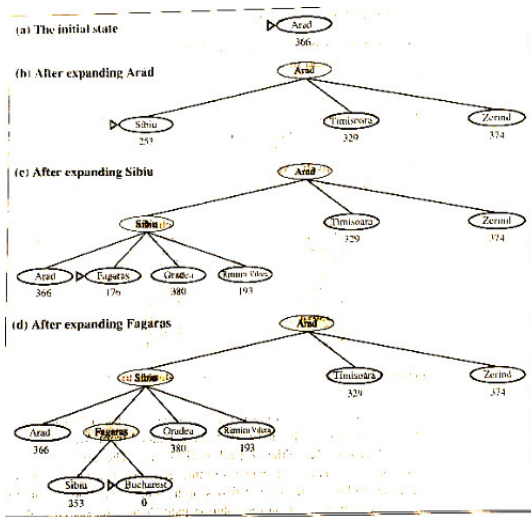 (a) The initial state
Arad
366
(b) After expanding Arad
Arad
Sibiu Timisoara Zerind
253 329 374
(c) After expanding Sibiu
Arad
Sibiu Timisoara Zerind
329 374
Arad Fagaras Oradea Rimnicu Vilcea
366 176 380 193
(d) After expanding Fagaras
Arad
Sibiu Timisoara Zerind
329 374
Arad Fagaras Oradea Rimnicu Vilcea
366 380 193
Sibiu Bucharest
253 0